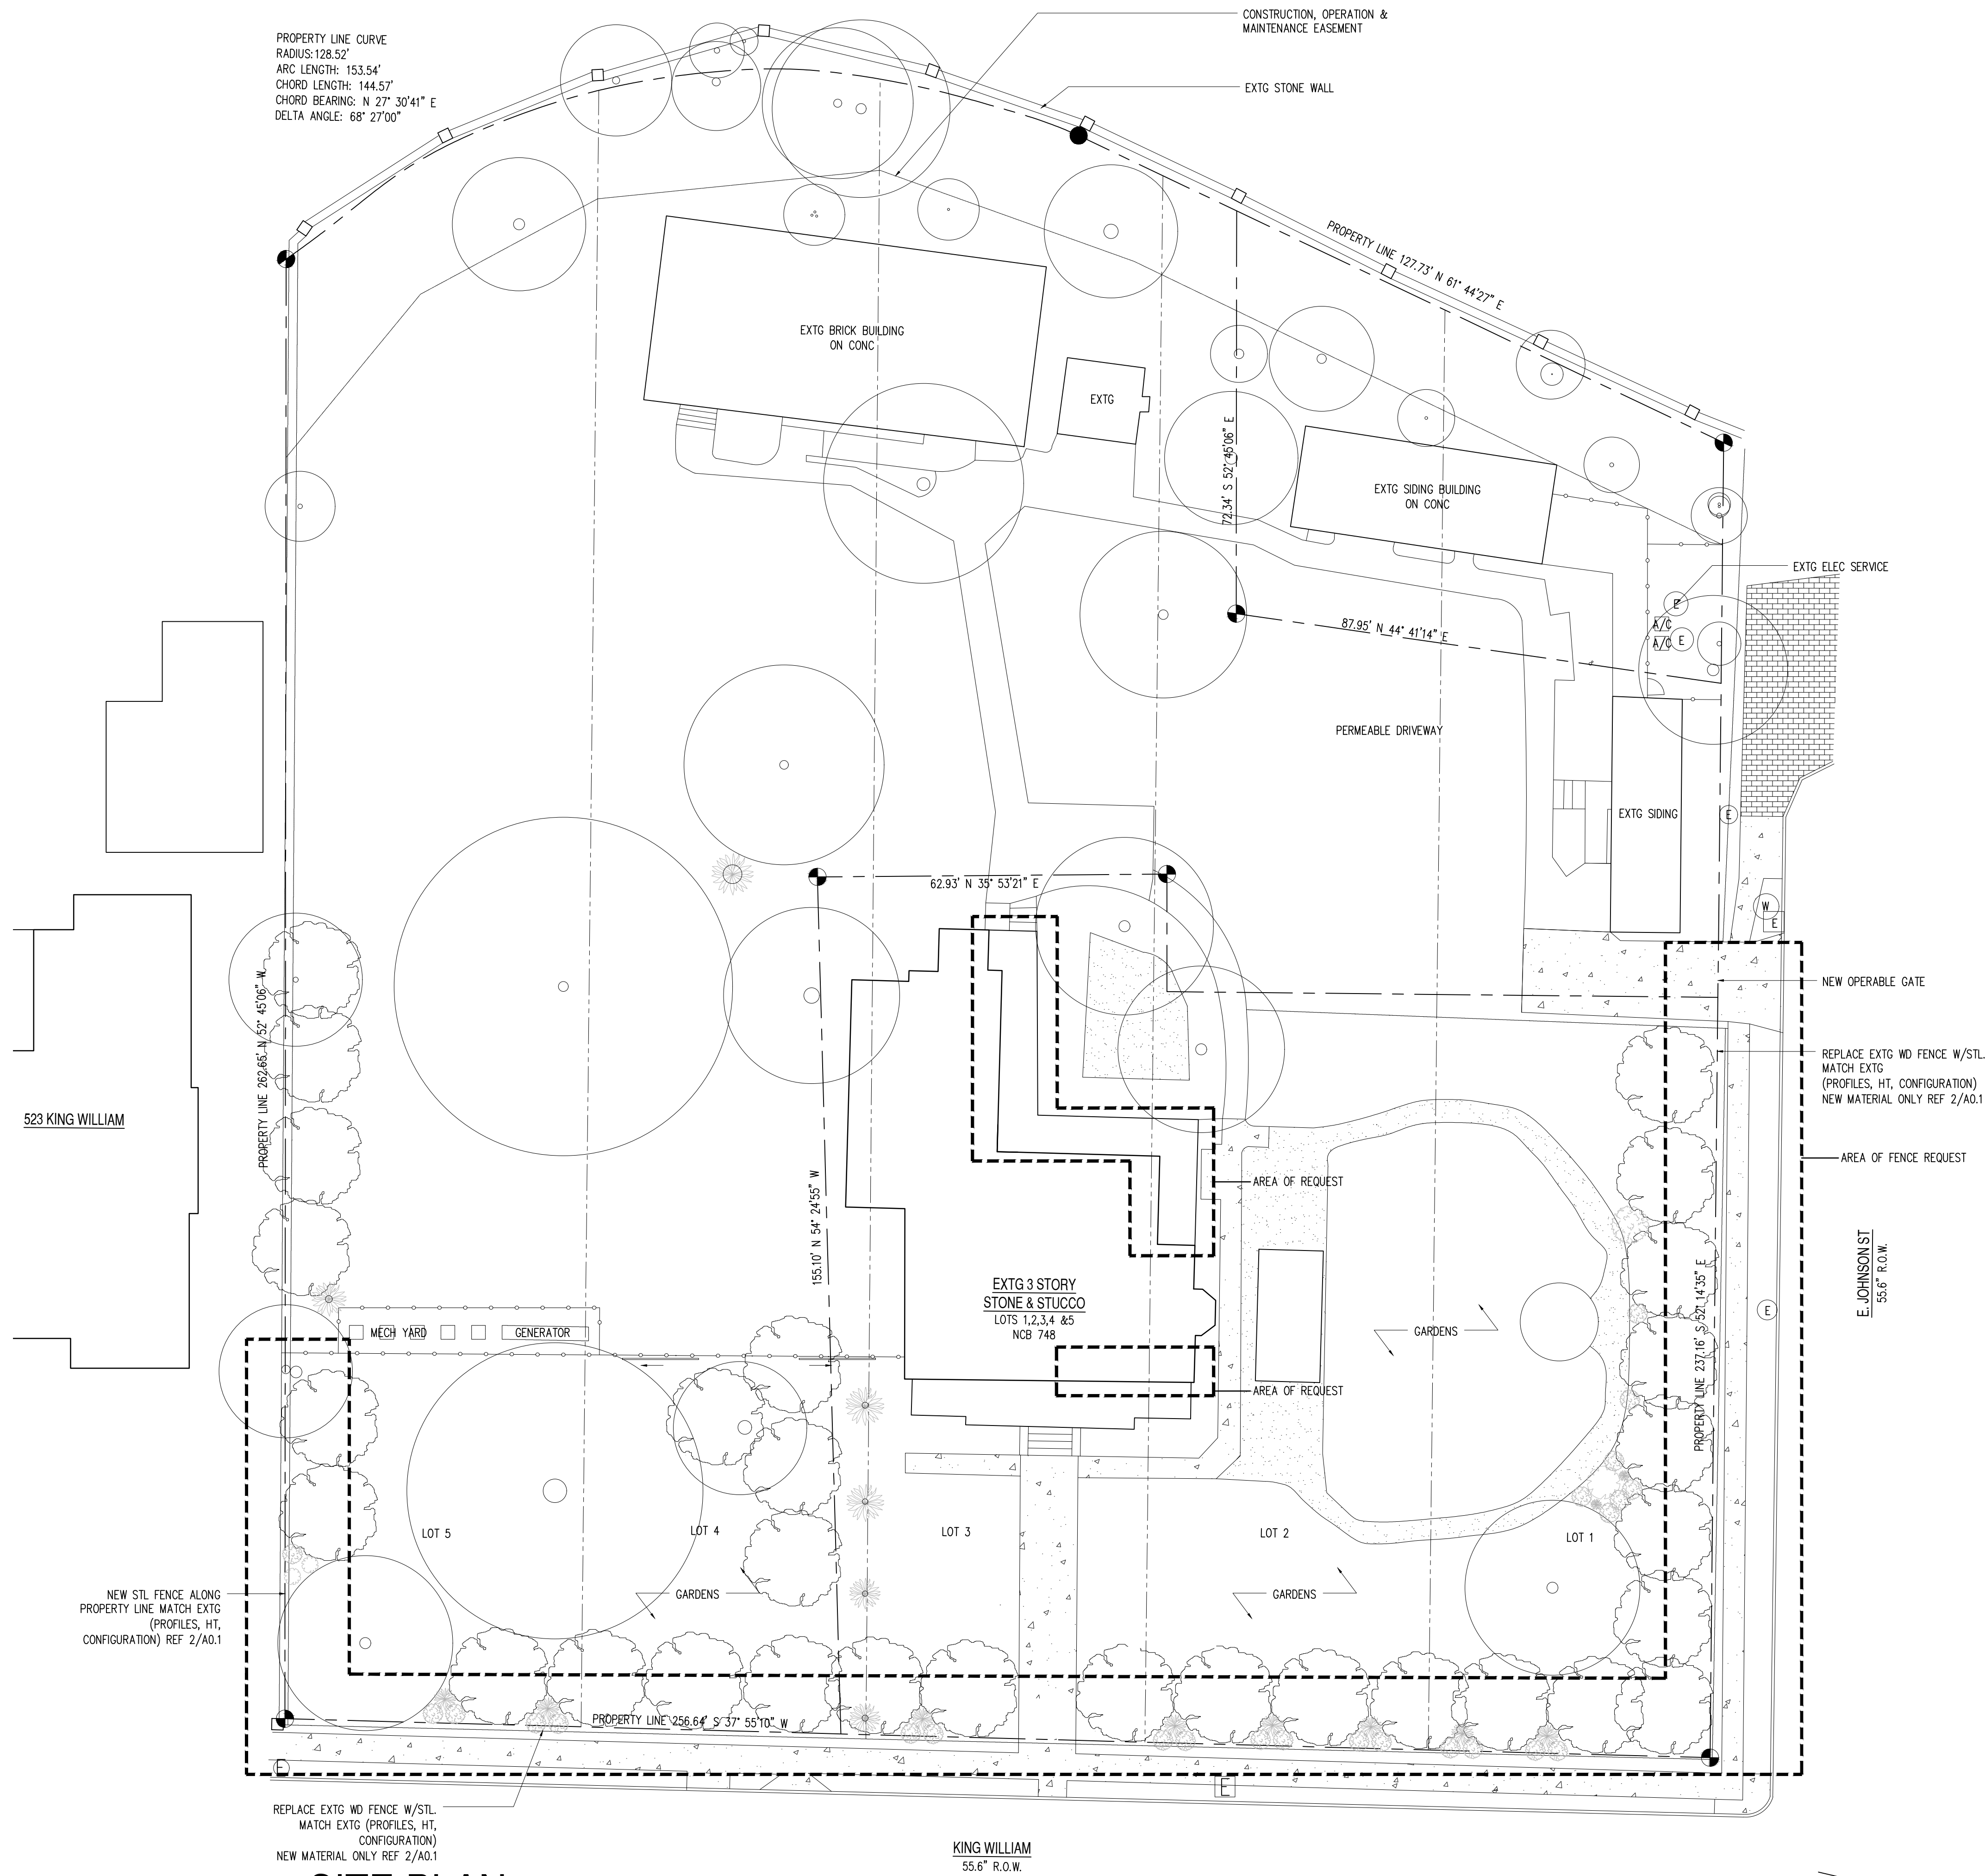 PROPERTY LINE CURVE
RADIUS:128.52'
ARC LENGTH: 153.54'
CHORD LENGTH: 144.57'
CHORD BEARING: N 27° 30'41" E
DELTA ANGLE: 68° 27'00"
CONSTRUCTION, OPERATION &
MAINTENANCE EASEMENT
EXTG STONE WALL
PROPERTY LINE 127.73' N 61° 44'27" E
EXTG BRICK BUILDING
ON CONC
EXTG
72.34' S 52° 45'06" E
EXTG SIDING BUILDING
ON CONC
EXTG ELEC SERVICE
E
A/C
A/C E
87.95' N 44° 41'14" E
PERMEABLE DRIVEWAY
EXTG SIDING
E
62.93' N 35° 53'21" E
W
E
NEW OPERABLE GATE
PROPERTY LINE 262.65' N 52° 45'06" W
REPLACE EXTG WD FENCE W/STL.
MATCH EXTG
(PROFILES, HT, CONFIGURATION)
NEW MATERIAL ONLY REF 2/A0.1
523 KING WILLIAM
AREA OF FENCE REQUEST
AREA OF REQUEST
155.10' N 54° 24'55" W
E. JOHNSON ST
55.6" R.O.W.
EXTG 3 STORY
STONE & STUCCO
LOTS 1,2,3,4 &5
NCB 748
E
MECH YARD
GENERATOR
GARDENS
PROPERTY LINE 237.16' S 52° 14'35" E
AREA OF REQUEST
LOT 5
LOT 4
LOT 3
LOT 2
LOT 1
NEW STL FENCE ALONG
PROPERTY LINE MATCH EXTG
(PROFILES, HT,
CONFIGURATION) REF 2/A0.1
GARDENS
GARDENS
PROPERTY LINE 256.64' S 37° 55'10" W
E
E
REPLACE EXTG WD FENCE W/STL.
MATCH EXTG (PROFILES, HT,
CONFIGURATION)
NEW MATERIAL ONLY REF 2/A0.1
KING WILLIAM
55.6" R.O.W.
SITE PLAN